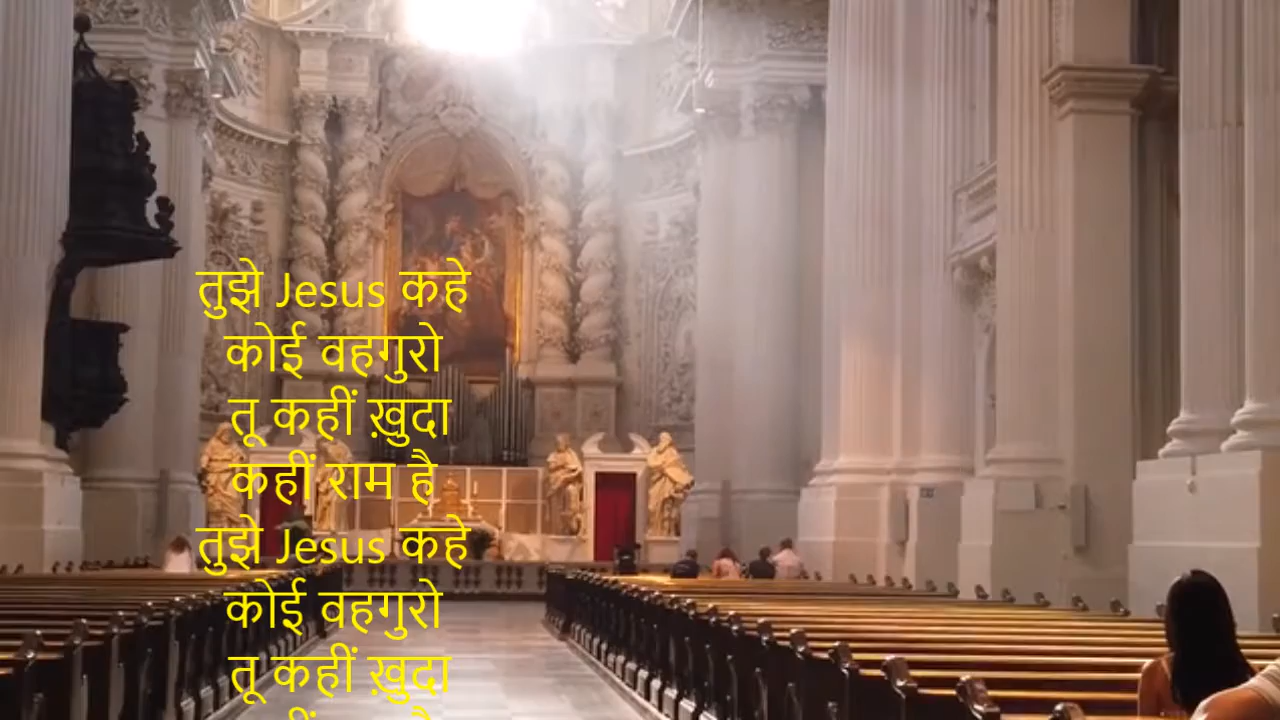 तुझे Jesus कहे
कोई वहगुरो
तू कहीं ख़ुदा
कहीं राम है
तुझे Jesus कहे
कोई वहगुरो
तू कहीं ख़ुदा